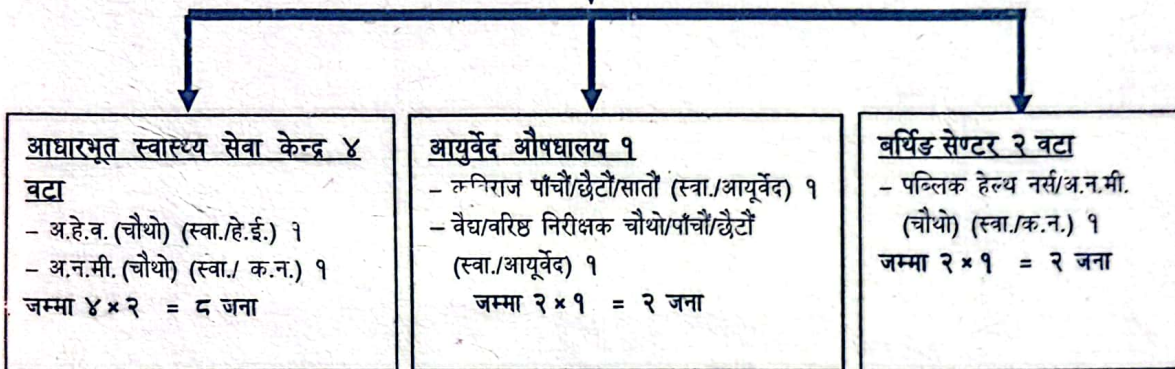 आधारभूत स्वास्थ्य सेवा केन्द्र ४
वटा
– अ.हे.व. (चौथो) (स्वा./हे.ई.) १
– अ.न.मी. (चौथो) (स्वा./ क.न.) १
जम्मा ४ × २ = ८ जना
आयुर्वेद औषधालय १
– कविराज पाँचौं/छैटौं/सातौं (स्वा./आयूर्वेद) १
– वैद्य/वरिष्ठ निरीक्षक चौथो/पाँचौं/छैटौं
(स्वा./आयूर्वेद) १
जम्मा २ × १ = २ जना
बर्थिङ सेण्टर २ वटा
– पब्लिक हेल्थ नर्स/अ.न.मी.
(चौथो) (स्वा./क.न.) १
जम्मा २ × १ = २ जना